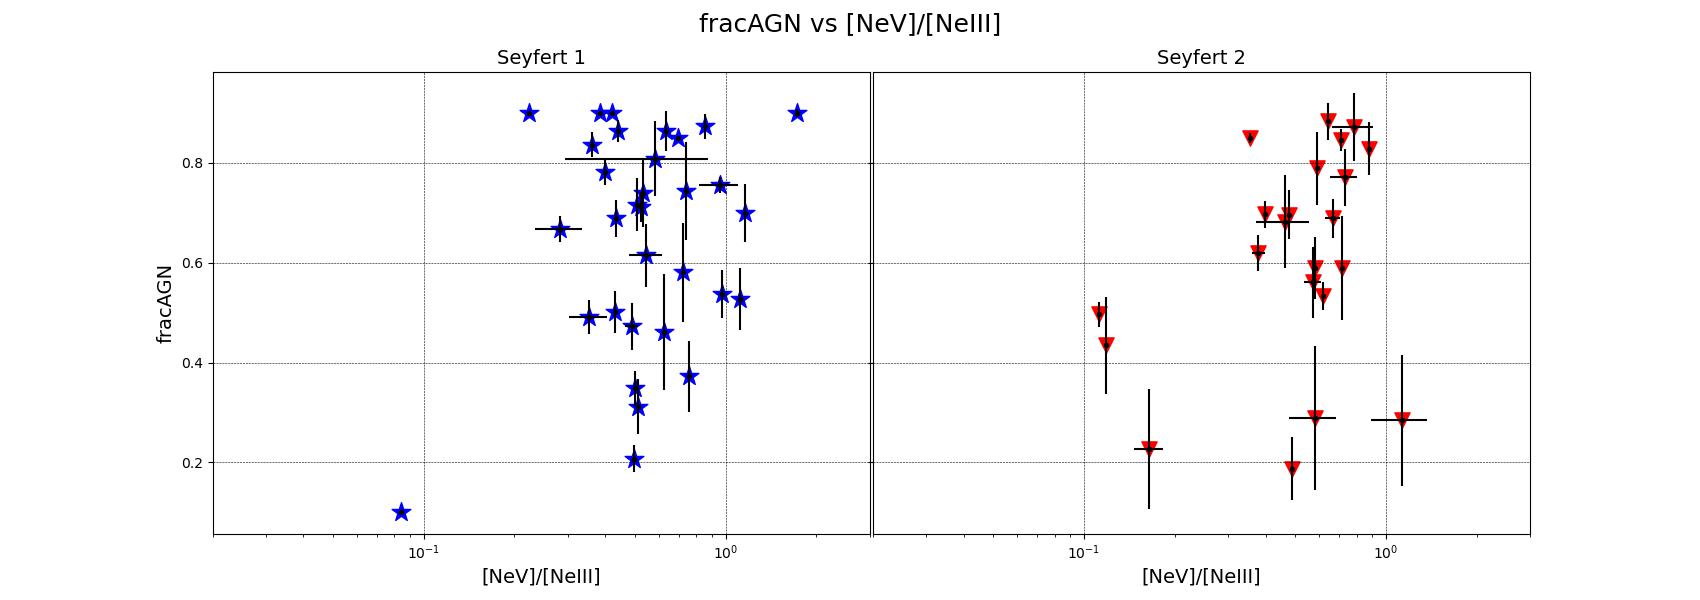 fracAGN vs [NeV]/[NeIII]
Seyfert 1
Seyfert 2
fracAGN
0.8
0.6
0.4
0.2
10⁻¹
10⁰
10⁻¹
10⁰
[NeV]/[NeIII]
[NeV]/[NeIII]